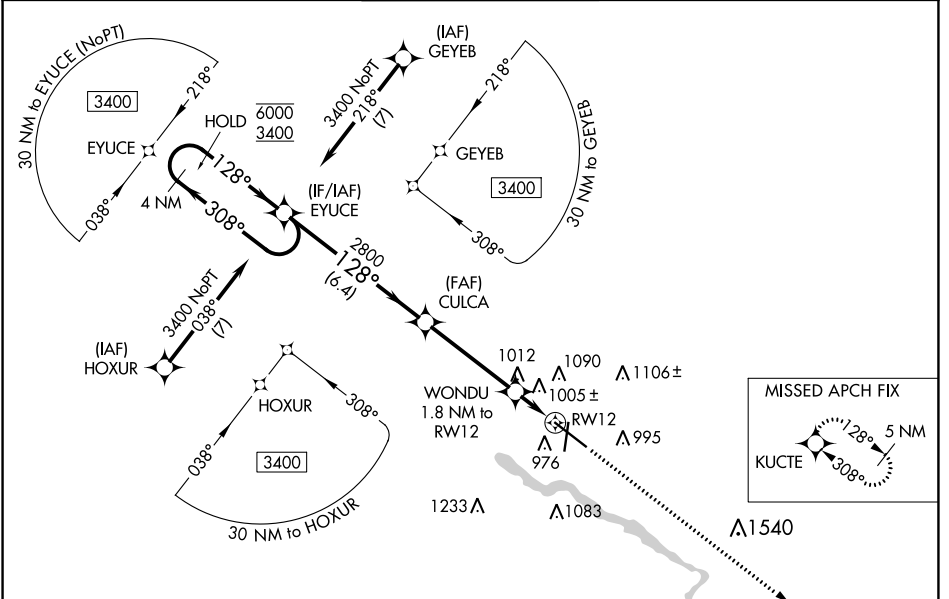 30 NM to EYUCE (NoPT)
3400
218°
038°
EYUCE
HOLD
6000
3400
4 NM
128°
308°
(IF/IAF)
EYUCE
(IAF)
GEYEB
3400 NoPT
218°
(7)
218°
GEYEB
3400
308°
30 NM to GEYEB
2800
128°
(6.4)
(FAF)
CULCA
3400 NoPT
038°
(7)
(IAF)
HOXUR
HOXUR
308°
038°
3400
30 NM to HOXUR
WONDU
1.8 NM to
RW12
1012
1090
1106±
1005±
RW12
995
976
1233
1083
1540
MISSED APCH FIX
128°
5 NM
KUCTE
308°